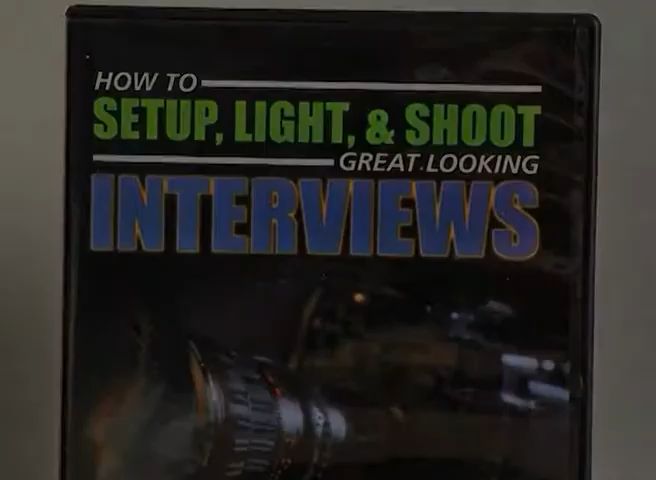 HOW TO
SETUP, LIGHT, & SHOOT
GREAT LOOKING
INTERVIEWS